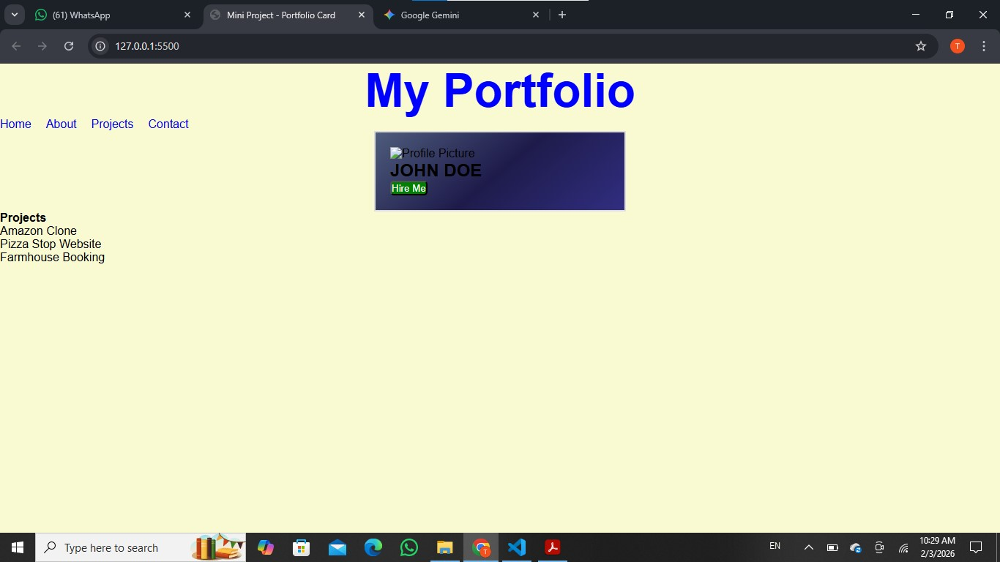 (61) WhatsApp
Mini Project - Portfolio Card
Google Gemini
127.0.0.1:5500
T
My Portfolio
Home About Projects Contact
Profile Picture
JOHN DOE
Hire Me
Projects
Amazon Clone
Pizza Stop Website
Farmhouse Booking
Type here to search
T
EN
10:29 AM
2/3/2026